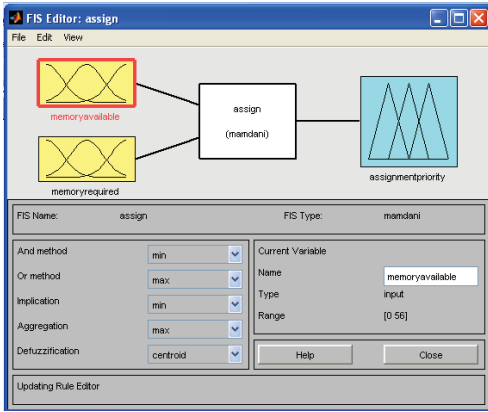 FIS Editor: assign
File Edit View
memoryavailable
assign
(mamdani)
assignmentpriority
memoryrequired
FIS Name: assign FIS Type: mamdani
And method min
Or method max
Implication min
Aggregation max
Defuzzification centroid
Current Variable
Name memoryavailable
Type input
Range [0 56]
Help Close
Updating Rule Editor